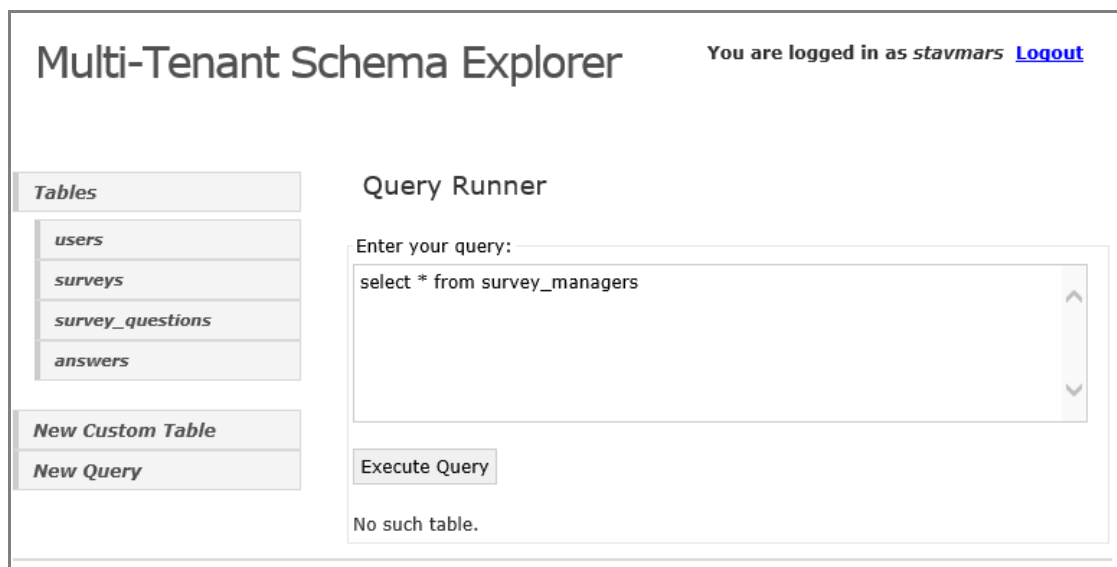 Multi-Tenant Schema Explorer
You are logged in as stavmars Logout
Tables
users
surveys
survey_questions
answers
New Custom Table
New Query
Query Runner
Enter your query:
select * from survey_managers
Execute Query
No such table.